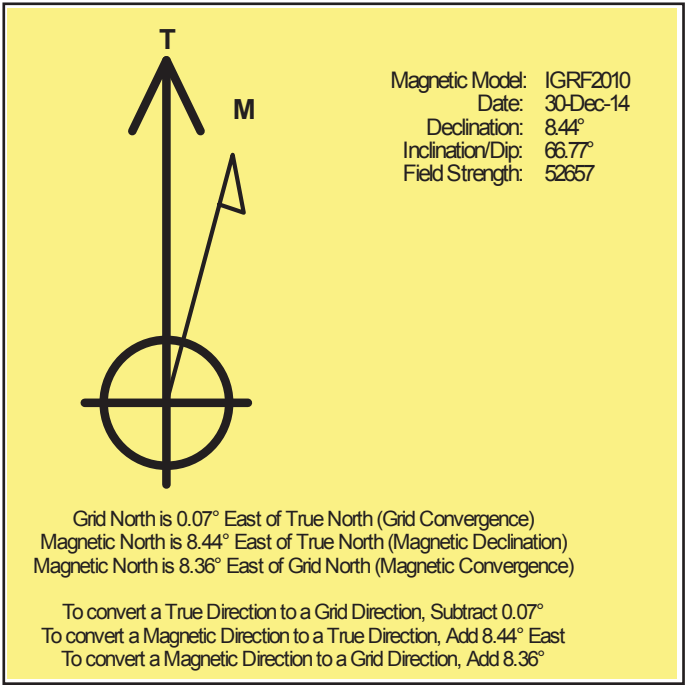 T
M
Magnetic Model: IGRF2010
Date: 30-Dec-14
Declination: 8.44°
Inclination/Dip: 66.77°
Field Strength: 52657
Grid North is 0.07° East of True North (Grid Convergence)
Magnetic North is 8.44° East of True North (Magnetic Declination)
Magnetic North is 8.36° East of Grid North (Magnetic Convergence)
To convert a True Direction to a Grid Direction, Subtract 0.07°
To convert a Magnetic Direction to a True Direction, Add 8.44° East
To convert a Magnetic Direction to a Grid Direction, Add 8.36°